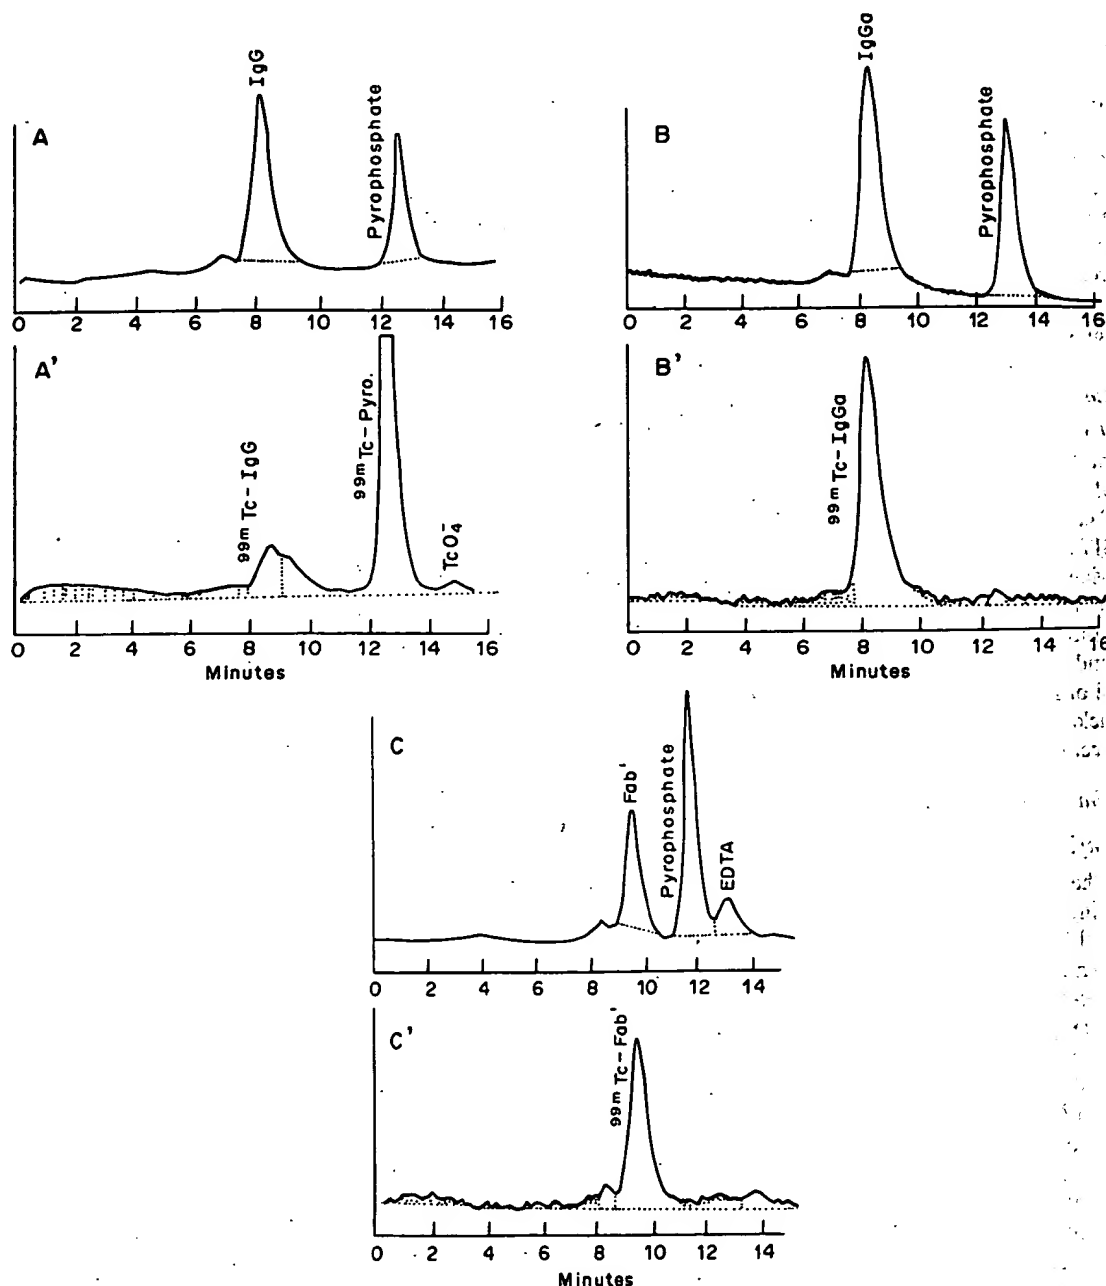 A
IgG
Pyrophosphate
0 2 4 6 8 10 12 14 16
B
IgGa
Pyrophosphate
0 2 4 6 8 10 12 14 16
A'
99m Tc - IgG
99m Tc - Pyro.
TcO4-
0 2 4 6 8 10 12 14 16
Minutes
B'
99m Tc - IgGa
0 2 4 6 8 10 12 14 16
Minutes
C
Fab'
Pyrophosphate
EDTA
0 2 4 6 8 10 12 14
C'
99m Tc - Fab'
0 2 4 6 8 10 12 14
Minutes